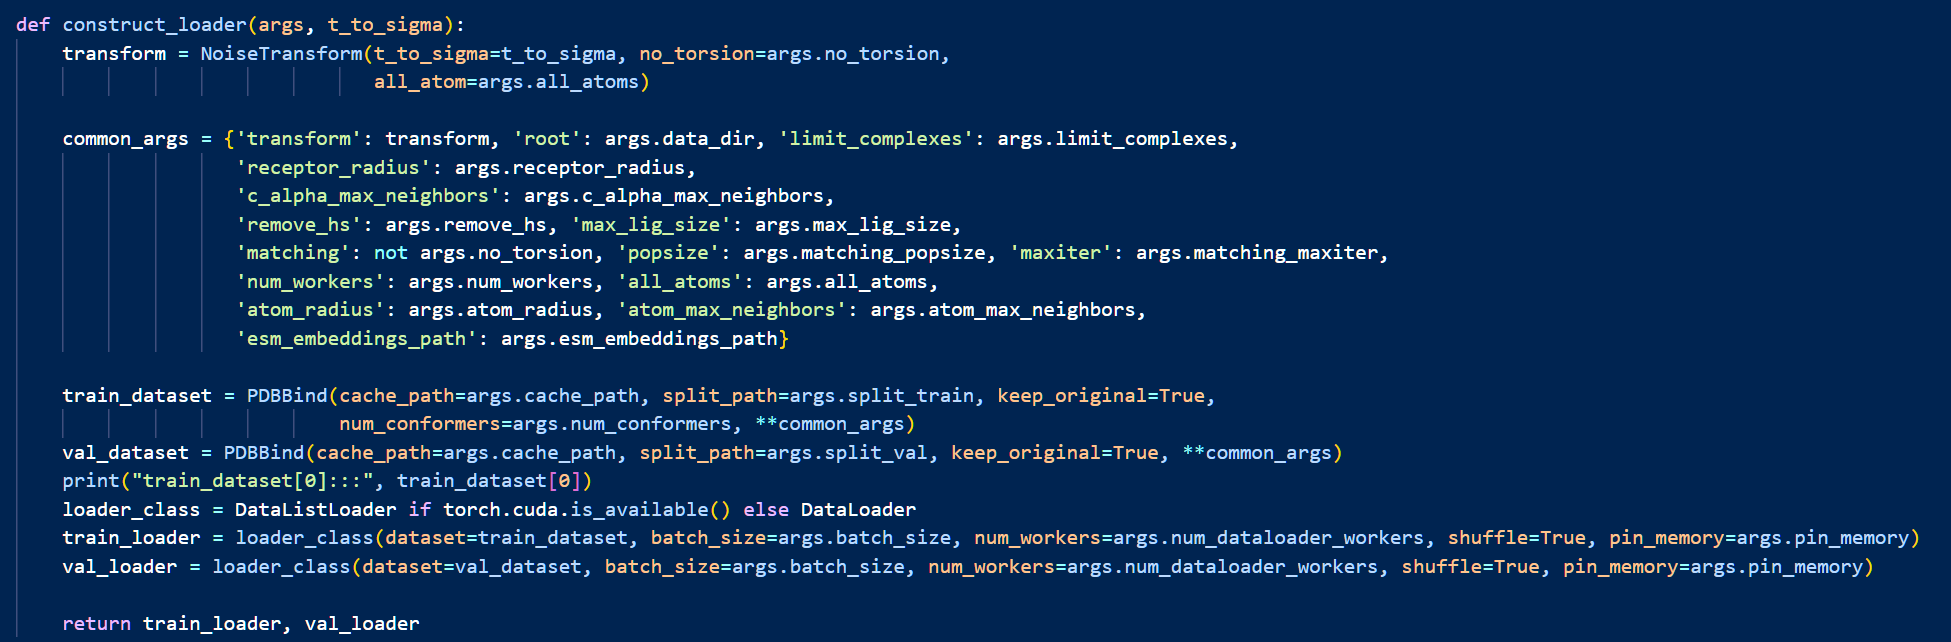 def construct_loader(args, t_to_sigma):
    transform = NoiseTransform(t_to_sigma=t_to_sigma, no_torsion=args.no_torsion,
                               all_atom=args.all_atoms)

    common_args = {'transform': transform, 'root': args.data_dir, 'limit_complexes': args.limit_complexes,
                   'receptor_radius': args.receptor_radius,
                   'c_alpha_max_neighbors': args.c_alpha_max_neighbors,
                   'remove_hs': args.remove_hs, 'max_lig_size': args.max_lig_size,
                   'matching': not args.no_torsion, 'popsize': args.matching_popsize, 'maxiter': args.matching_maxiter,
                   'num_workers': args.num_workers, 'all_atoms': args.all_atoms,
                   'atom_radius': args.atom_radius, 'atom_max_neighbors': args.atom_max_neighbors,
                   'esm_embeddings_path': args.esm_embeddings_path}

    train_dataset = PDBBind(cache_path=args.cache_path, split_path=args.split_train, keep_original=True,
                            num_conformers=args.num_conformers, **common_args)
    val_dataset = PDBBind(cache_path=args.cache_path, split_path=args.split_val, keep_original=True, **common_args)
    print("train_dataset[0]:::", train_dataset[0])
    loader_class = DataListLoader if torch.cuda.is_available() else DataLoader
    train_loader = loader_class(dataset=train_dataset, batch_size=args.batch_size, num_workers=args.num_dataloader_workers, shuffle=True, pin_memory=args.pin_memory)
    val_loader = loader_class(dataset=val_dataset, batch_size=args.batch_size, num_workers=args.num_dataloader_workers, shuffle=True, pin_memory=args.pin_memory)

    return train_loader, val_loader